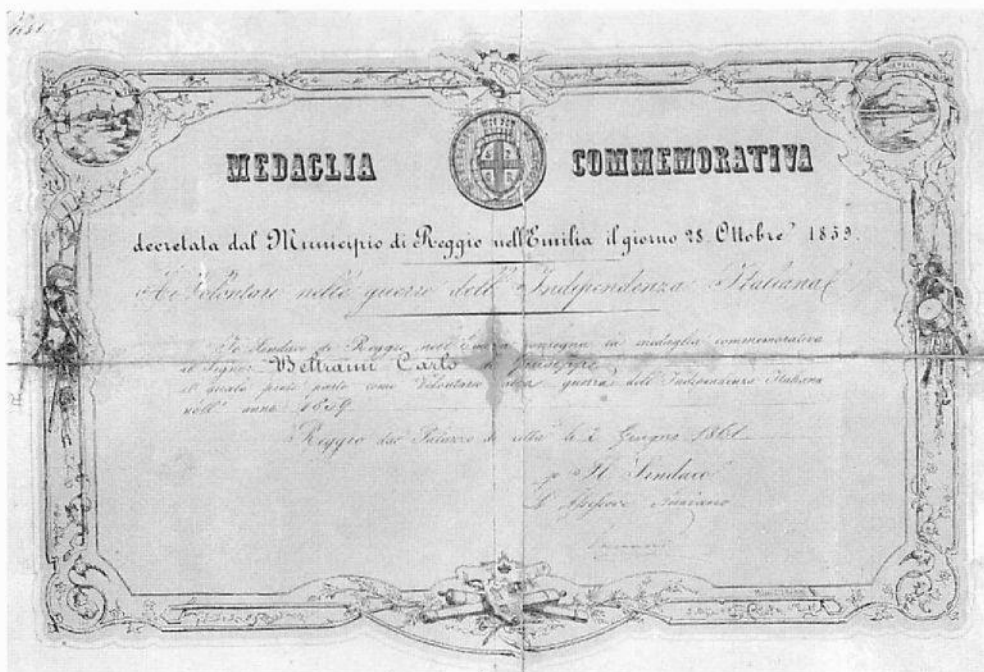 MEDAGLIA COMMEMORATIVA
decretata dal Municipio di Reggio nell'Emilia il giorno 28 Ottobre 1859.
Ai Volontari nelle guerre dell'Indipendenza Italiana
Il Sindaco di Reggio nell'Emilia consegna la medaglia commemorativa
al Signor Beltrami Carlo di Giuseppe
il quale prese parte come Volontario alla guerra dell'Indipendenza Italiana
nell'anno 1859
Reggio dal Palazzo di città li 2 Giugno 1861
p Il Sindaco
L'Assessore Anziano